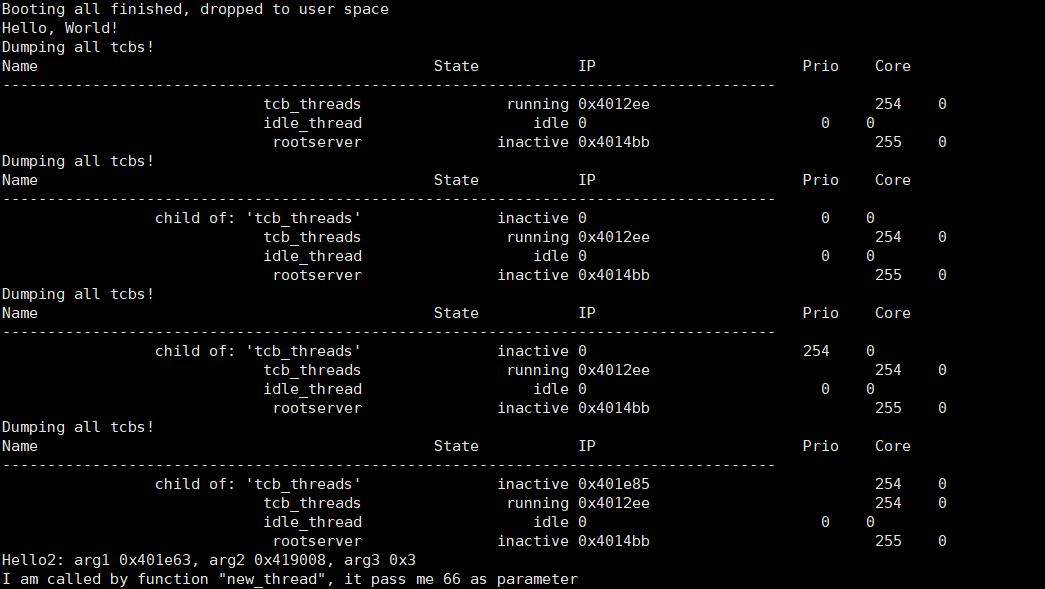 Booting all finished, dropped to user space
Hello, World!
Dumping all tcbs!
Name State IP Prio Core
--------------------------------------------------------------------------------------
tcb_threads running 0x4012ee 254 0
idle_thread idle 0 0 0
rootserver inactive 0x4014bb 255 0
Dumping all tcbs!
Name State IP Prio Core
--------------------------------------------------------------------------------------
child of: 'tcb_threads' inactive 0 0 0
tcb_threads running 0x4012ee 254 0
idle_thread idle 0 0 0
rootserver inactive 0x4014bb 255 0
Dumping all tcbs!
Name State IP Prio Core
--------------------------------------------------------------------------------------
child of: 'tcb_threads' inactive 0 254 0
tcb_threads running 0x4012ee 254 0
idle_thread idle 0 0 0
rootserver inactive 0x4014bb 255 0
Dumping all tcbs!
Name State IP Prio Core
--------------------------------------------------------------------------------------
child of: 'tcb_threads' inactive 0x401e85 254 0
tcb_threads running 0x4012ee 254 0
idle_thread idle 0 0 0
rootserver inactive 0x4014bb 255 0
Hello2: arg1 0x401e63, arg2 0x419008, arg3 0x3
I am called by function "new_thread", it pass me 66 as parameter